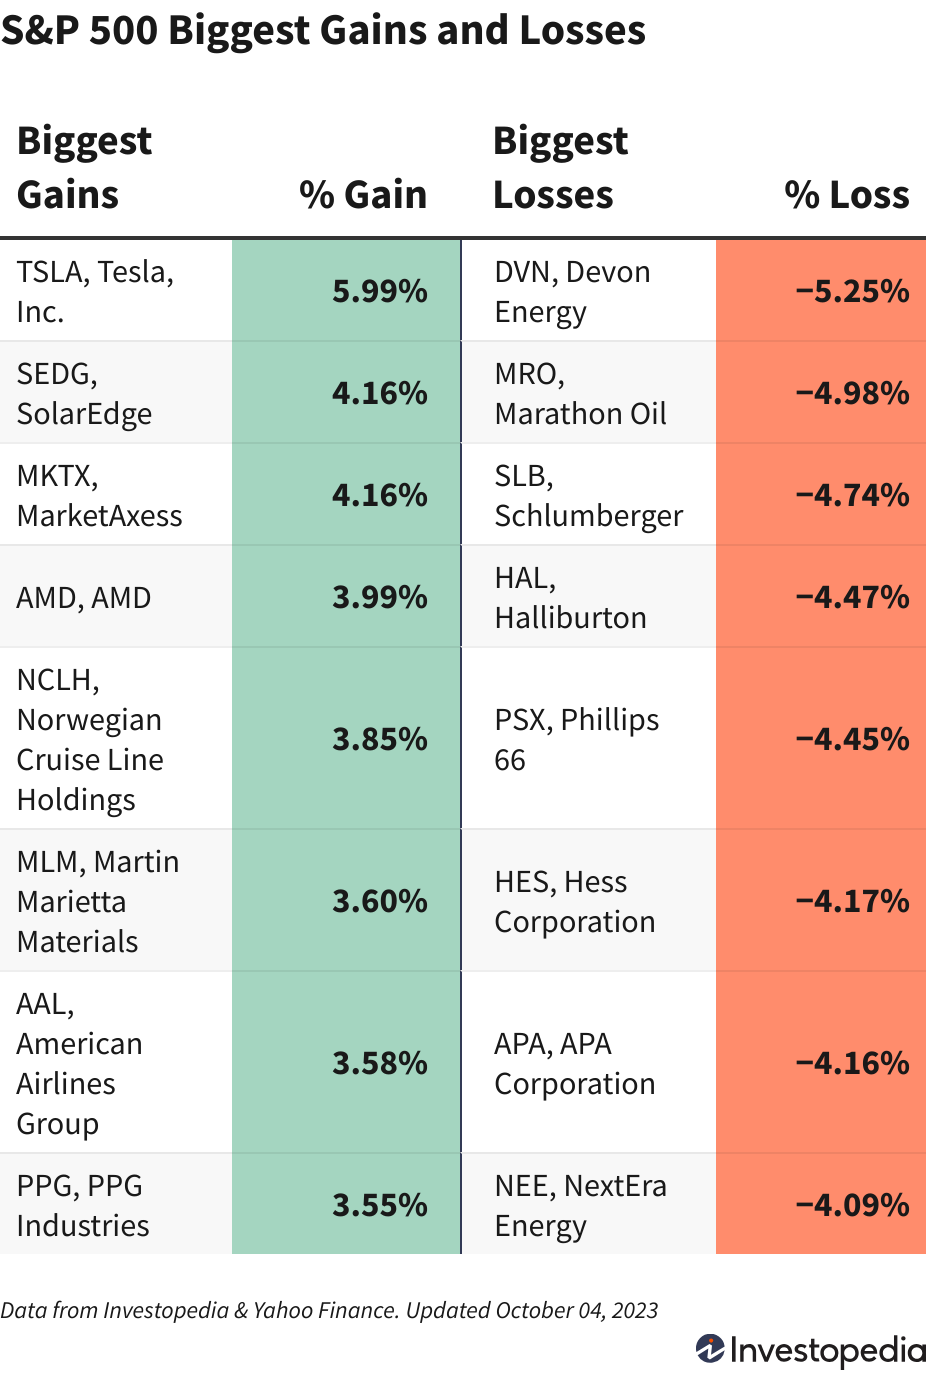 S&P 500 Biggest Gains and Losses
Biggest
Gains
% Gain
Biggest
Losses
% Loss
TSLA, Tesla,
Inc.
5.99%
DVN, Devon
Energy
−5.25%
SEDG,
SolarEdge
4.16%
MRO,
Marathon Oil
−4.98%
MKTX,
MarketAxess
4.16%
SLB,
Schlumberger
−4.74%
AMD, AMD
3.99%
HAL,
Halliburton
−4.47%
NCLH,
Norwegian
Cruise Line
Holdings
3.85%
PSX, Phillips
66
−4.45%
MLM, Martin
Marietta
Materials
3.60%
HES, Hess
Corporation
−4.17%
AAL,
American
Airlines
Group
3.58%
APA, APA
Corporation
−4.16%
PPG, PPG
Industries
3.55%
NEE, NextEra
Energy
−4.09%
Data from Investopedia & Yahoo Finance. Updated October 04, 2023
Investopedia